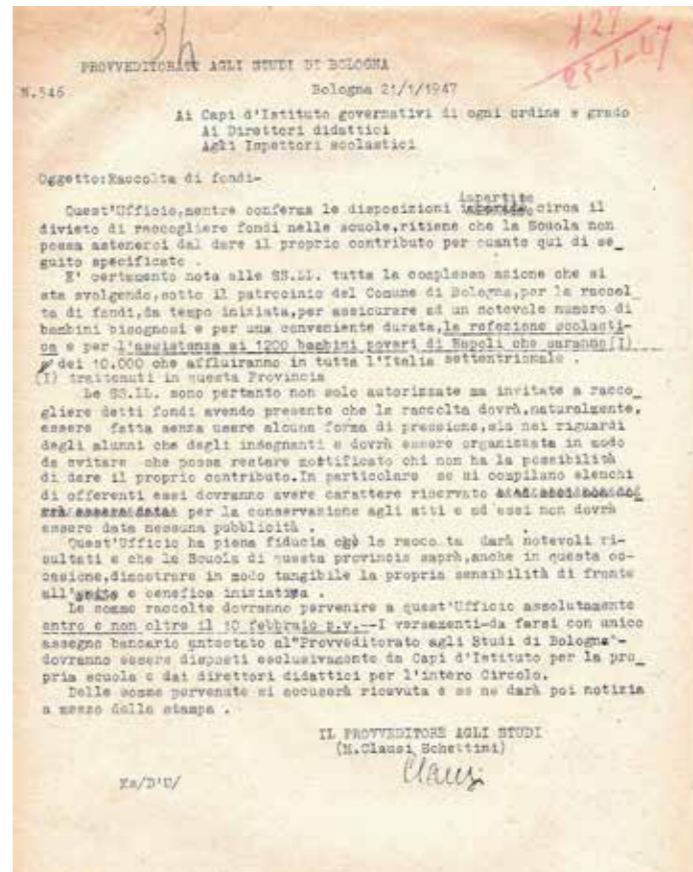 3h
127
23-1-47
PROVVEDITORATO AGLI STUDI DI BOLOGNA
N.546 Bologna 21/1/1947
Ai Capi d'Istituto governativi di ogni ordine e grado
Ai Direttori didattici
Agli Ispettori scolastici
Oggetto:Raccolta di fondi-
impartite
Quest'Ufficio,mentre conferma le disposizioni circa il
divieto di raccogliere fondi nelle scuole,ritiene che la Scuola non
possa astenersi dal dare il proprio contributo per quanto qui di se_
guito specificato .
E' certamente nota alle SS.LL. tutta la complessa azione che si
sta svolgendo,sotto il patrocinio del Comune di Bologna,per la raccol_
ta di fondi,da tempo iniziata,per assicurare ad un notevole numero di
bambini bisognosi e per una conveniente durata,la refezione scolasti-
ca e per l'assistenza ai 1200 bambini poveri di Napoli che saranno(I)
dei 10.000 che affluiranno in tutta l'Italia settentrionale .
(I) trattenuti in questa Provincia
Le SS.LL. sono pertanto non solo autorizzate ma invitate a racco_
gliere detti fondi avendo presente che la raccolta dovrà,naturalmente,
essere fatta senza usare alcuna forma di pressione,sia nei riguardi
degli alunni che degli indegnanti e dovrà essere organizzata in modo
da evitare che possa restare mortificato chi non ha la possibilità
di dare il proprio contributo.In particolare se si compilano elenchi
di offerenti essi dovranno avere carattere riservato
per la conservazione agli atti e ad essi non dovrà
essere data nessuna pubblicità .
Quest'Ufficio ha piena fiducia che la raccolta darà notevoli ri-
sultati e che la Scuola di questa provincia saprà,anche in questa oc-
casione,dimostrare in modo tangibile la propria sensibilità di fronte
e benefica iniziativa .
Le somme raccolte dovranno pervenire a quest'Ufficio assolutamente
entro e non oltre il 10 febbraio p.v.--I versamenti-da farsi con unico
assegno bancario intestato al"Provveditorato agli Studi di Bologna"-
dovranno essere disposti esclusivamente da Capi d'Istituto per la pro_
pria scuola e dai direttori didattici per l'intero Circolo.
Delle somme pervenute si accuserà ricevuta e se ne darà poi notizia
a mezzo della stampa .
IL PROVVEDITORE AGLI STUDI
(M.Clausi Schettini)
Clausi
Ks/D'U/